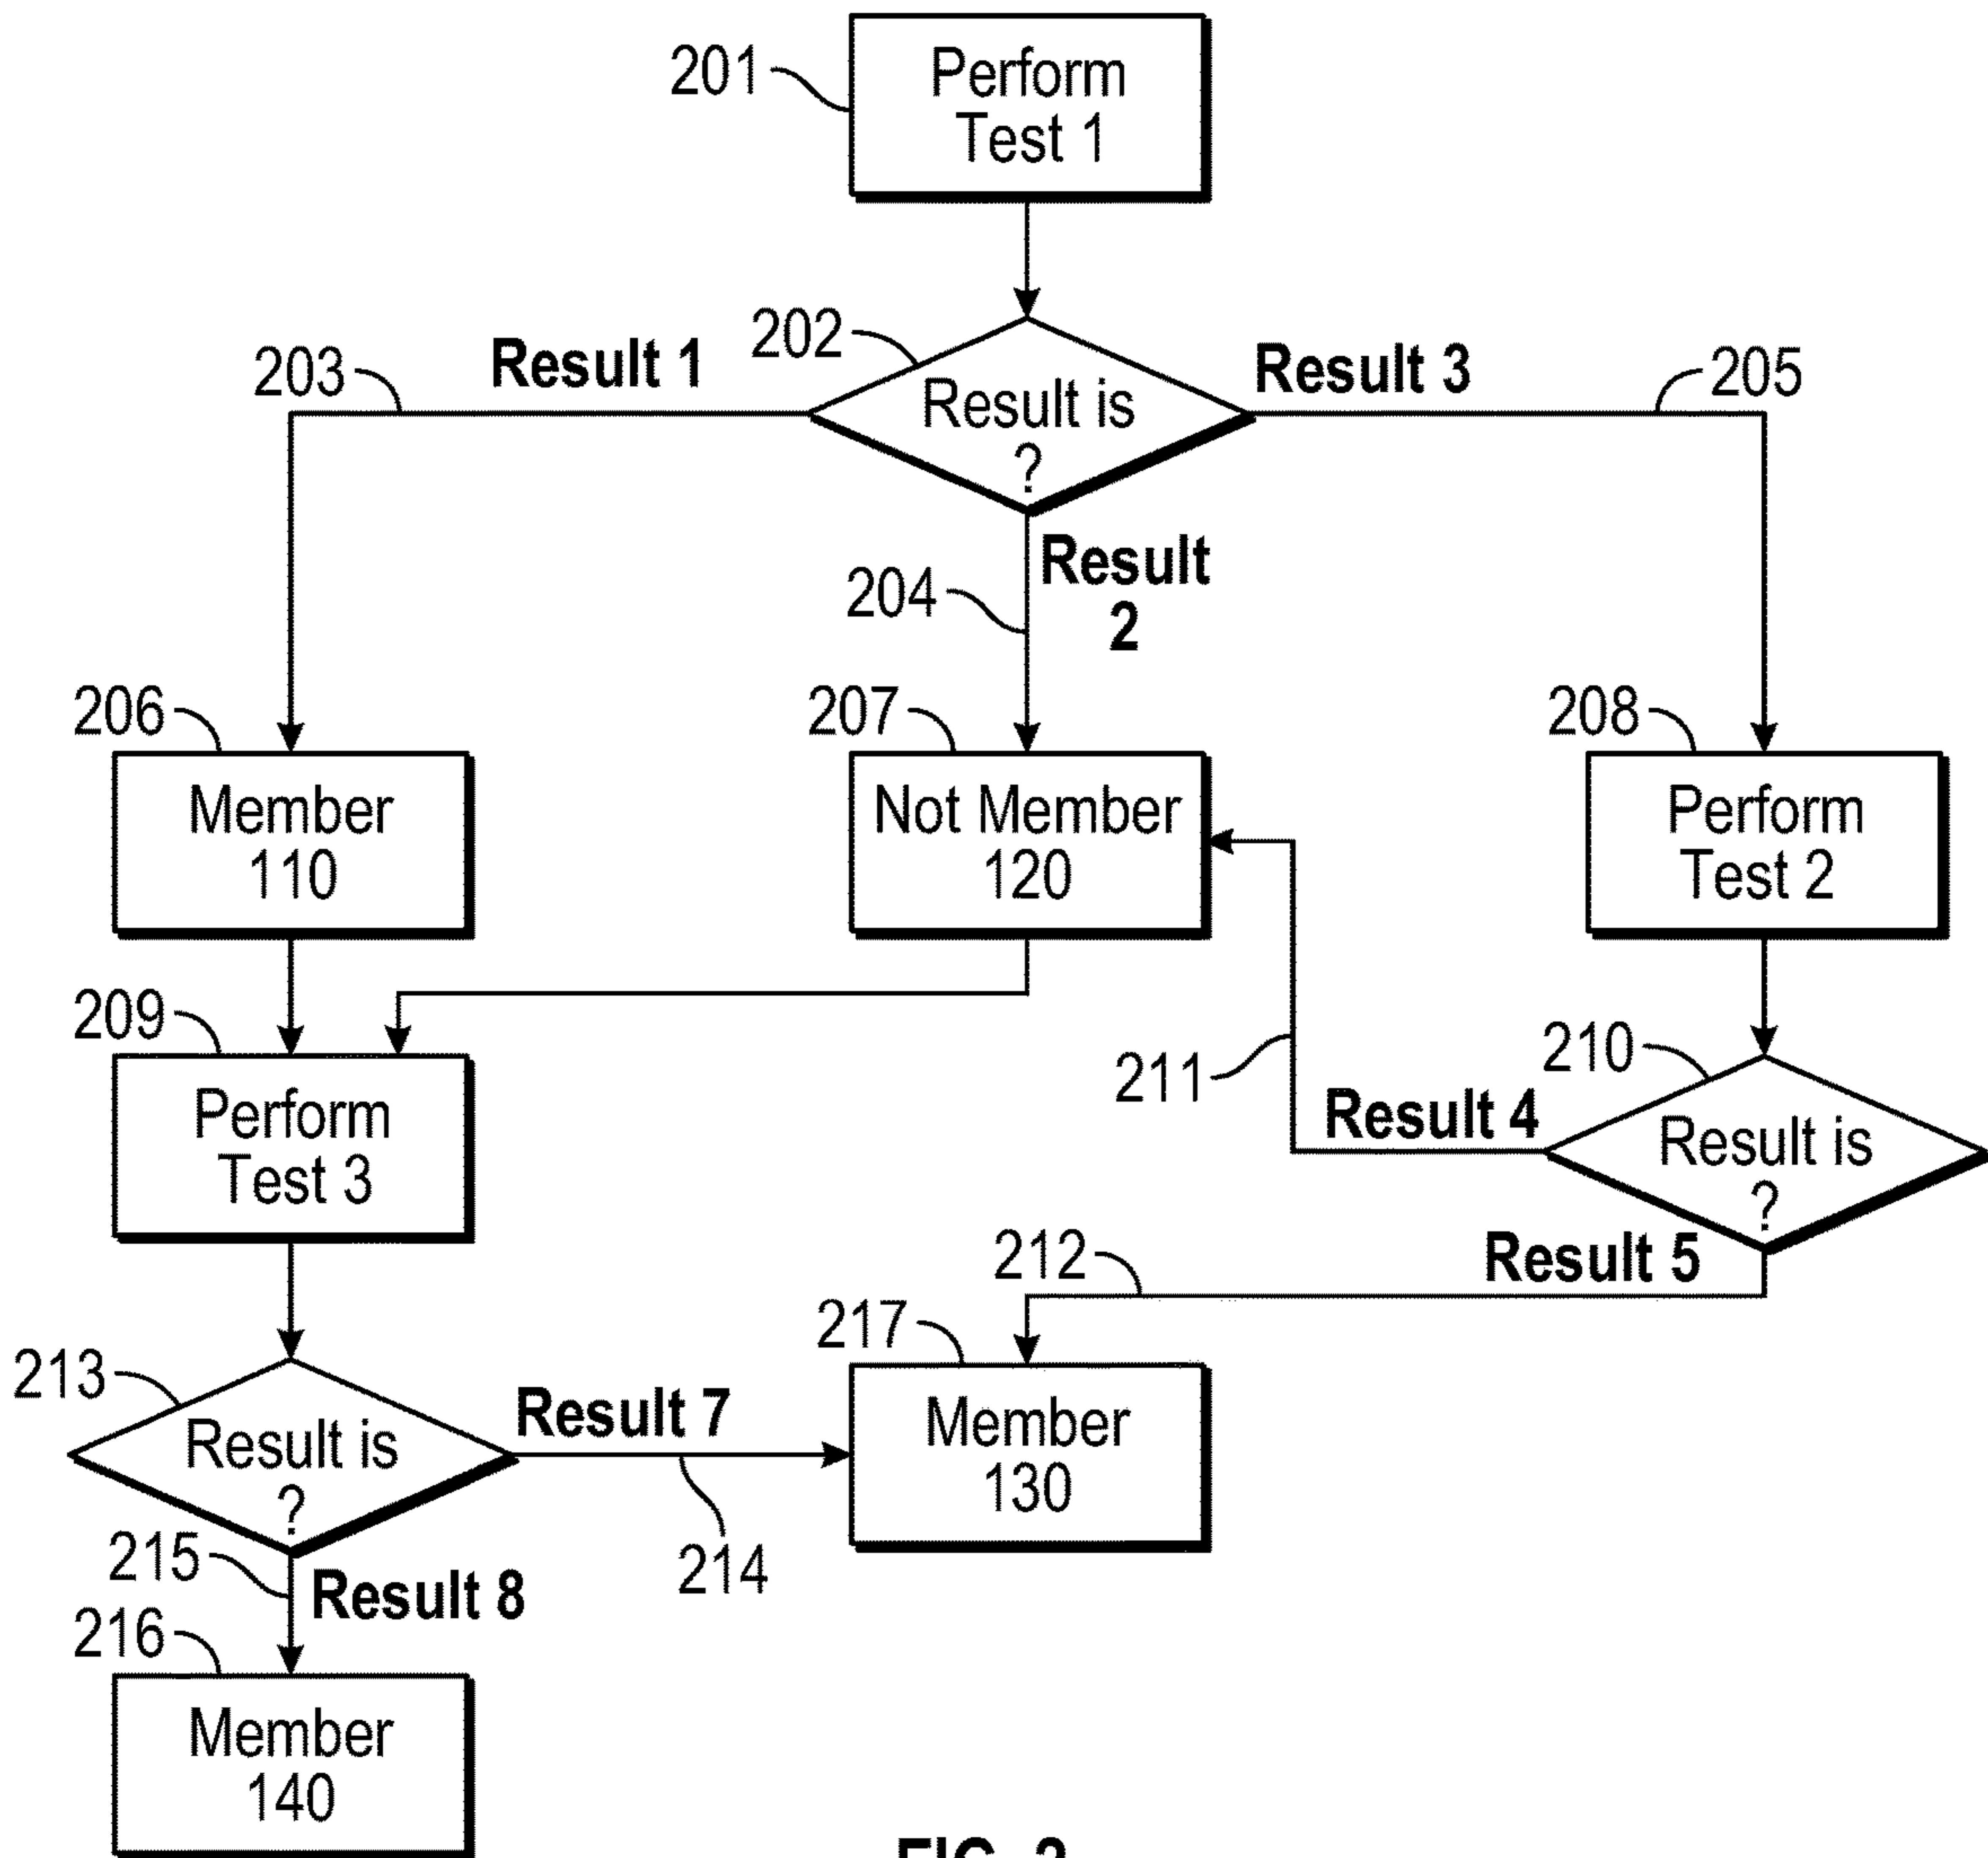 201
Perform
Test 1
202
203
Result 1
Result is
?
Result 3
205
204
Result
2
206
Member
110
207
Not Member
120
208
Perform
Test 2
209
Perform
Test 3
211
Result 4
210
Result is
?
212
Result 5
213
Result is
?
Result 7
214
217
Member
130
215
Result 8
216
Member
140